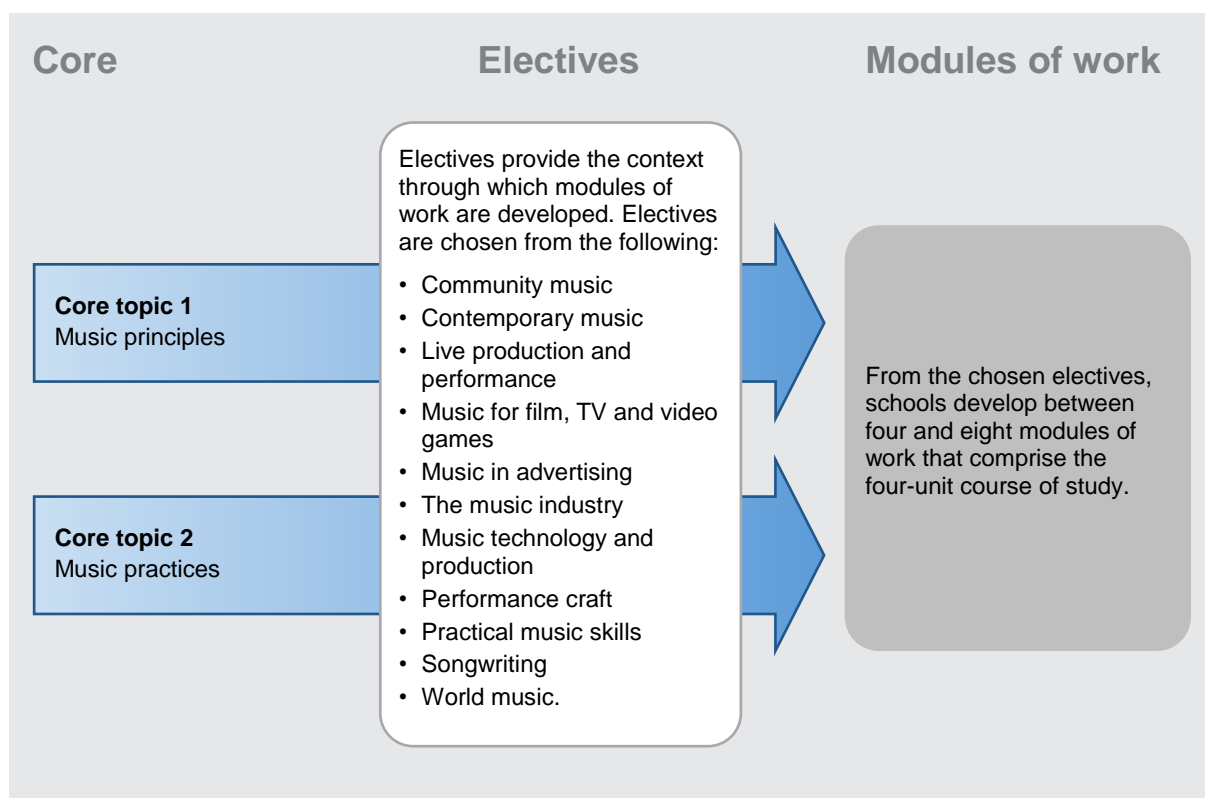 Core
Electives
Modules of work
Core topic 1
Music principles
Core topic 2
Music practices
Electives provide the context
through which modules of
work are developed. Electives
are chosen from the following:
• Community music
• Contemporary music
• Live production and
performance
• Music for film, TV and video
games
• Music in advertising
• The music industry
• Music technology and
production
• Performance craft
• Practical music skills
• Songwriting
• World music.
From the chosen electives,
schools develop between
four and eight modules of
work that comprise the
four-unit course of study.